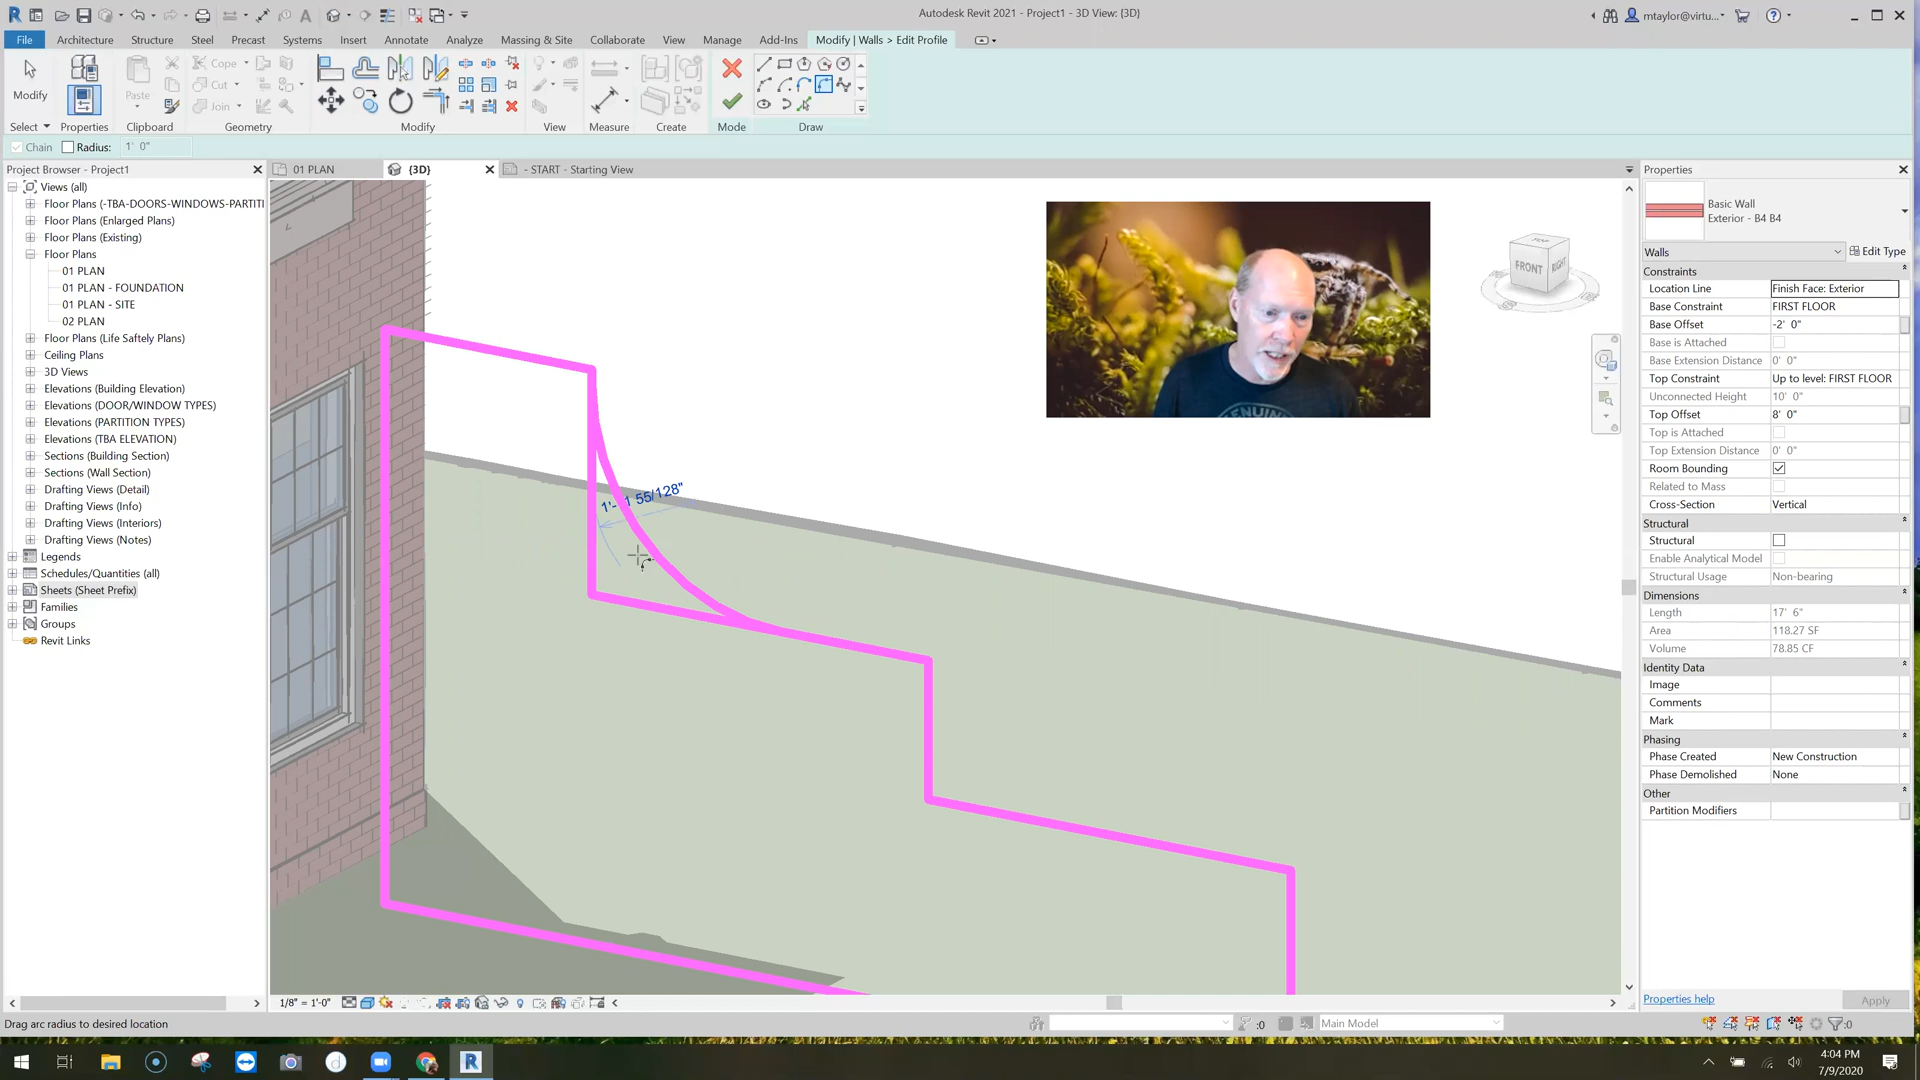 Autodesk Revit 2021 - Project1 - 3D View: {3D}
mtaylor@virtu...
File Architecture Structure Steel Precast Systems Insert Annotate Analyze Massing & Site Collaborate View Manage Add-Ins Modify | Walls > Edit Profile
Modify
Paste
Cope
Cut
Join
Select Properties Clipboard Geometry Modify View Measure Create Mode Draw
Chain Radius: 1' 0"
Project Browser - Project1
01 PLAN {3D} - START - Starting View
Properties
Views (all)
Floor Plans (-TBA-DOORS-WINDOWS-PARTITI
Floor Plans (Enlarged Plans)
Floor Plans (Existing)
Floor Plans
01 PLAN
01 PLAN - FOUNDATION
01 PLAN - SITE
02 PLAN
Floor Plans (Life Saftely Plans)
Ceiling Plans
3D Views
Elevations (Building Elevation)
Elevations (DOOR/WINDOW TYPES)
Elevations (PARTITION TYPES)
Elevations (TBA ELEVATION)
Sections (Building Section)
Sections (Wall Section)
Drafting Views (Detail)
Drafting Views (Info)
Drafting Views (Interiors)
Drafting Views (Notes)
Legends
Schedules/Quantities (all)
Sheets (Sheet Prefix)
Families
Groups
Revit Links
TOP
FRONT RIGHT
GENUINE
Basic Wall
Exterior - B4 B4
Walls Edit Type
Constraints
Location Line Finish Face: Exterior
Base Constraint FIRST FLOOR
Base Offset -2' 0"
Base is Attached
Base Extension Distance 0' 0"
Top Constraint Up to level: FIRST FLOOR
Unconnected Height 10' 0"
Top Offset 8' 0"
Top is Attached
Top Extension Distance 0' 0"
Room Bounding
Related to Mass
Cross-Section Vertical
Structural
Structural
Enable Analytical Model
Structural Usage Non-bearing
Dimensions
Length 17' 6"
Area 118.27 SF
Volume 78.85 CF
Identity Data
Image
Comments
Mark
Phasing
Phase Created New Construction
Phase Demolished None
Other
Partition Modifiers
Properties help Apply
1/8" = 1'-0"
Drag arc radius to desired location
:0
Main Model
:0
4:04 PM
7/9/2020